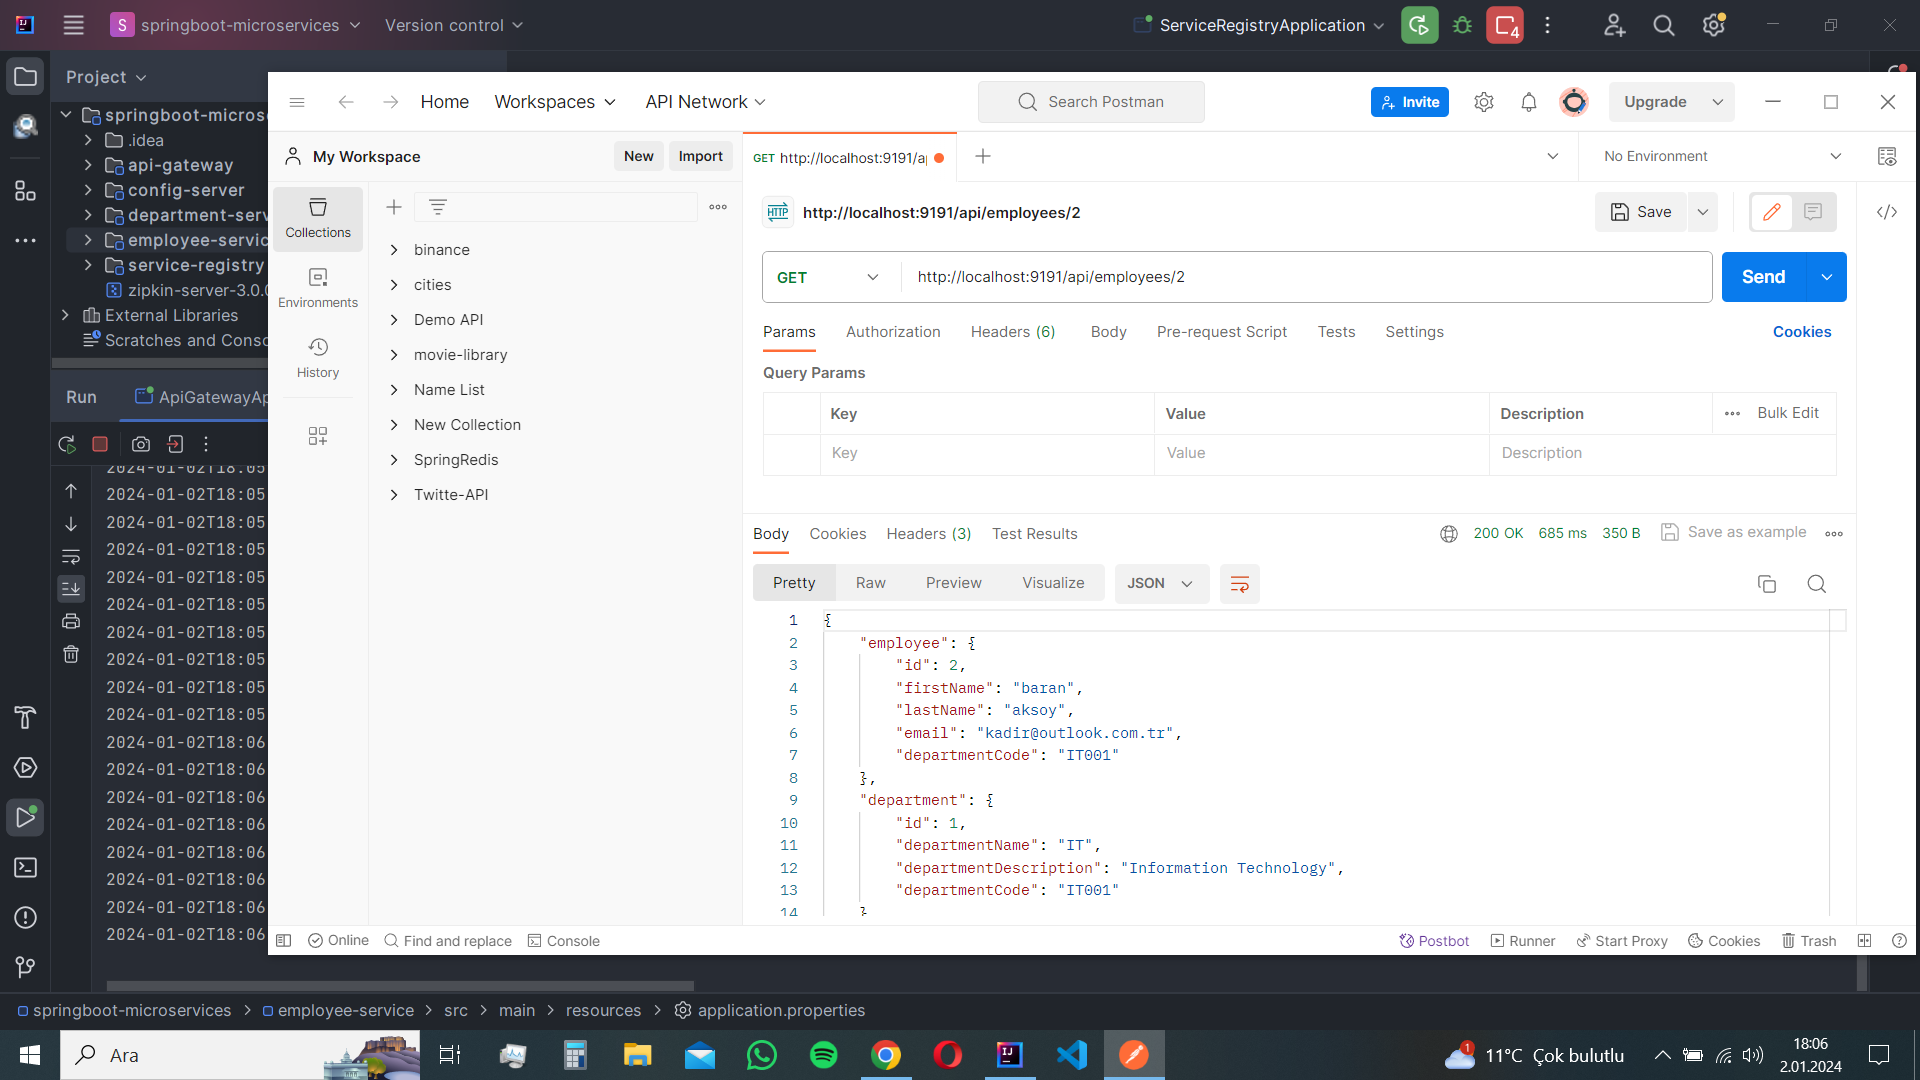 S springboot-microservices
Version control
ServiceRegistryApplication
4
Project
springboot-micros
.idea
api-gateway
config-server
department-serv
employee-servic
service-registry
zipkin-server-3.0.0
External Libraries
Scratches and Consc
Run
ApiGatewayAp
2024-01-02T18:05
2024-01-02T18:05
2024-01-02T18:05
2024-01-02T18:05
2024-01-02T18:05
2024-01-02T18:05
2024-01-02T18:05
2024-01-02T18:05
2024-01-02T18:05
2024-01-02T18:05
2024-01-02T18:06
2024-01-02T18:06
2024-01-02T18:06
2024-01-02T18:06
2024-01-02T18:06
2024-01-02T18:06
2024-01-02T18:06
2024-01-02T18:06
Home
Workspaces
API Network
Search Postman
Invite
Upgrade
My Workspace
New
Import
GET http://localhost:9191/a
No Environment
Collections
Environments
History
binance
cities
Demo API
movie-library
Name List
New Collection
SpringRedis
Twitte-API
HTTP
http://localhost:9191/api/employees/2
Save
GET
http://localhost:9191/api/employees/2
Send
Params
Authorization
Headers (6)
Body
Pre-request Script
Tests
Settings
Cookies
Query Params
Key
Value
Description
Bulk Edit
Key
Value
Description
Body
Cookies
Headers (3)
Test Results
200 OK
685 ms
350 B
Save as example
Pretty
Raw
Preview
Visualize
JSON
1 {
2 "employee": {
3 "id": 2,
4 "firstName": "baran",
5 "lastName": "aksoy",
6 "email": "kadir@outlook.com.tr",
7 "departmentCode": "IT001"
8 },
9 "department": {
10 "id": 1,
11 "departmentName": "IT",
12 "departmentDescription": "Information Technology",
13 "departmentCode": "IT001"
14 }
Online
Find and replace
Console
Postbot
Runner
Start Proxy
Cookies
Trash
springboot-microservices > employee-service > src > main > resources > application.properties
Ara
1
11°C Çok bulutlu
18:06
2.01.2024